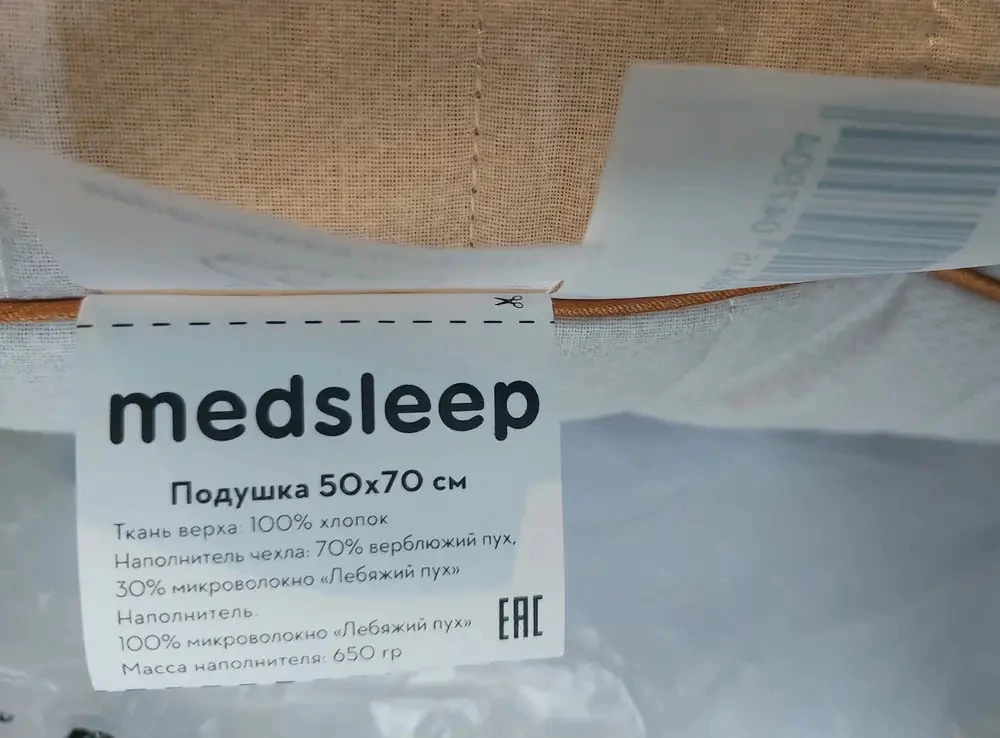 medsleep
Подушка 50х70 см
Ткань верха: 100% хлопок
Наполнитель чехла: 70% верблюжий пух,
30% микроволокно «Лебяжий пух»
Наполнитель:
100% микроволокно «Лебяжий пух»
Масса наполнителя: 650 гр
EAC